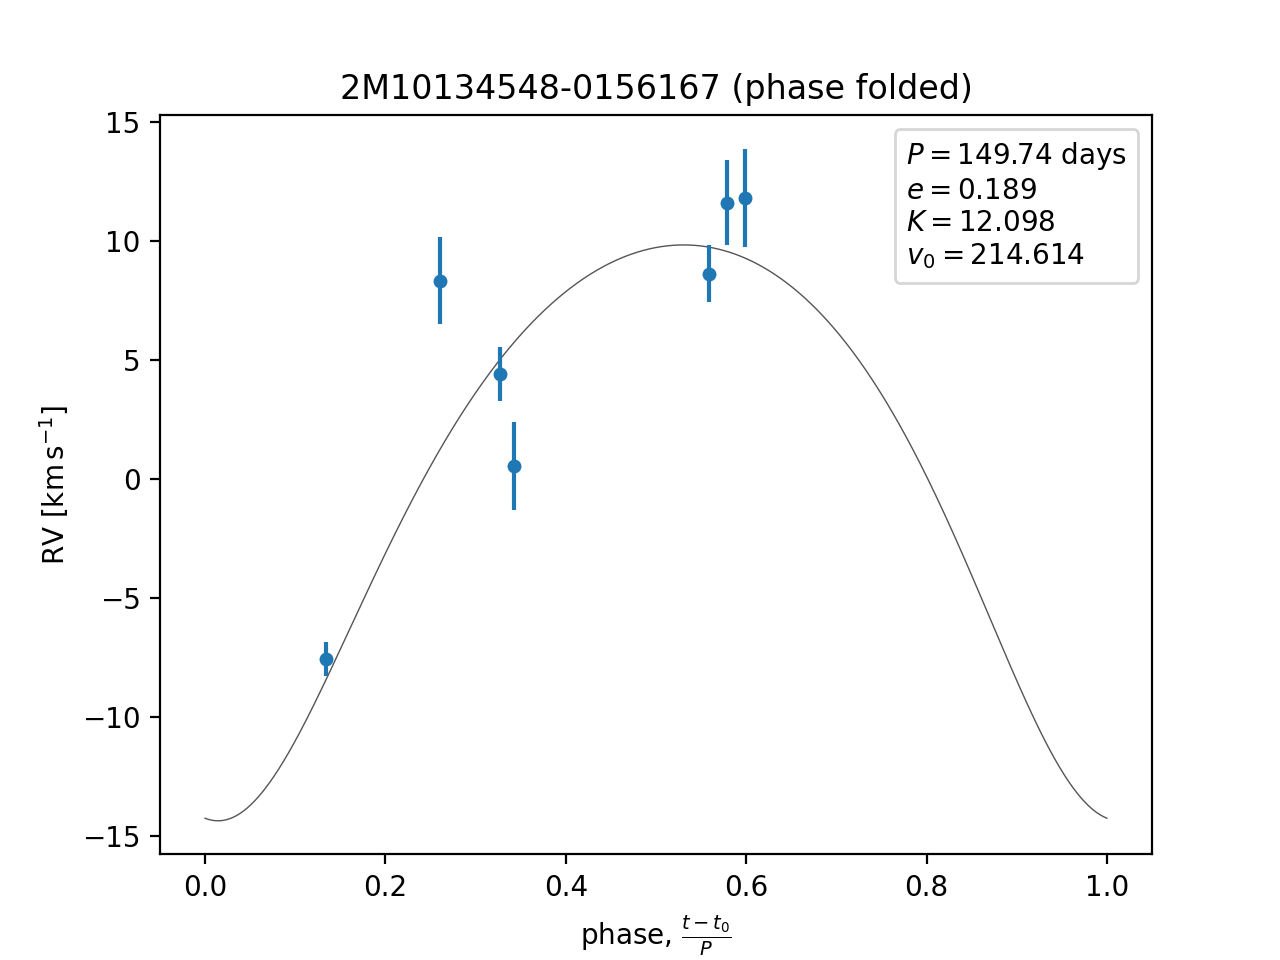 2M10134548-0156167 (phase folded)
P = 149.74 days
e = 0.189
K = 12.098
v₀ = 214.614
RV [km s⁻¹]
15
10
5
0
−5
−10
−15
0.0 0.2 0.4 0.6 0.8 1.0
phase, (t − t₀)/P